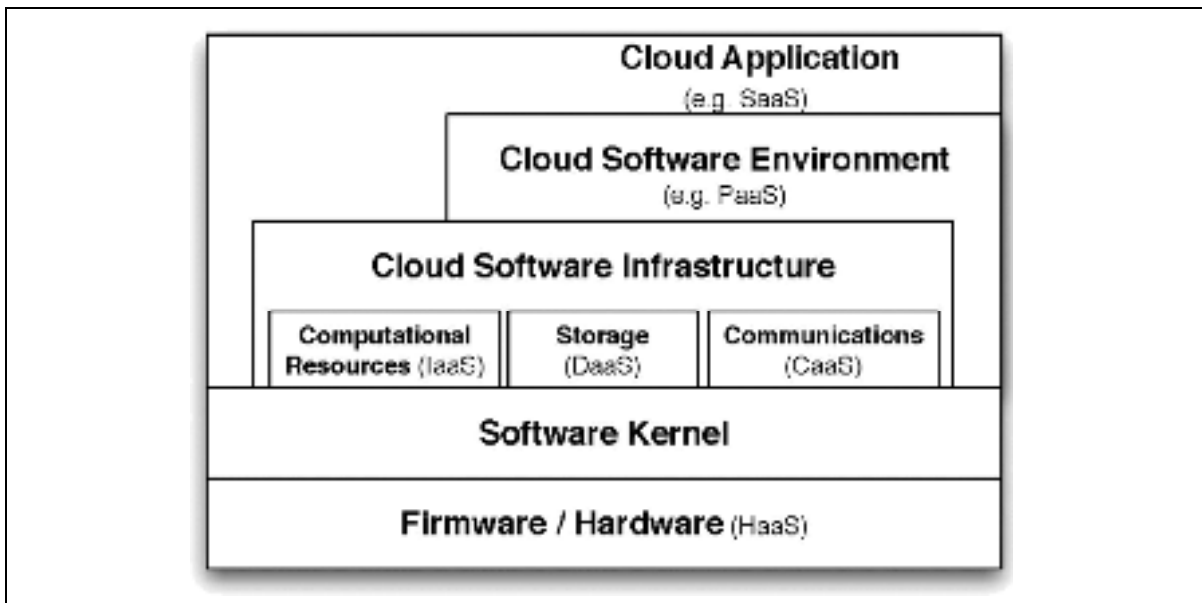 Cloud Application
(e.g. SaaS)
Cloud Software Environment
(e.g. PaaS)
Cloud Software Infrastructure
Computational
Resources (IaaS)
Storage
(DaaS)
Communications
(CaaS)
Software Kernel
Firmware / Hardware (HaaS)